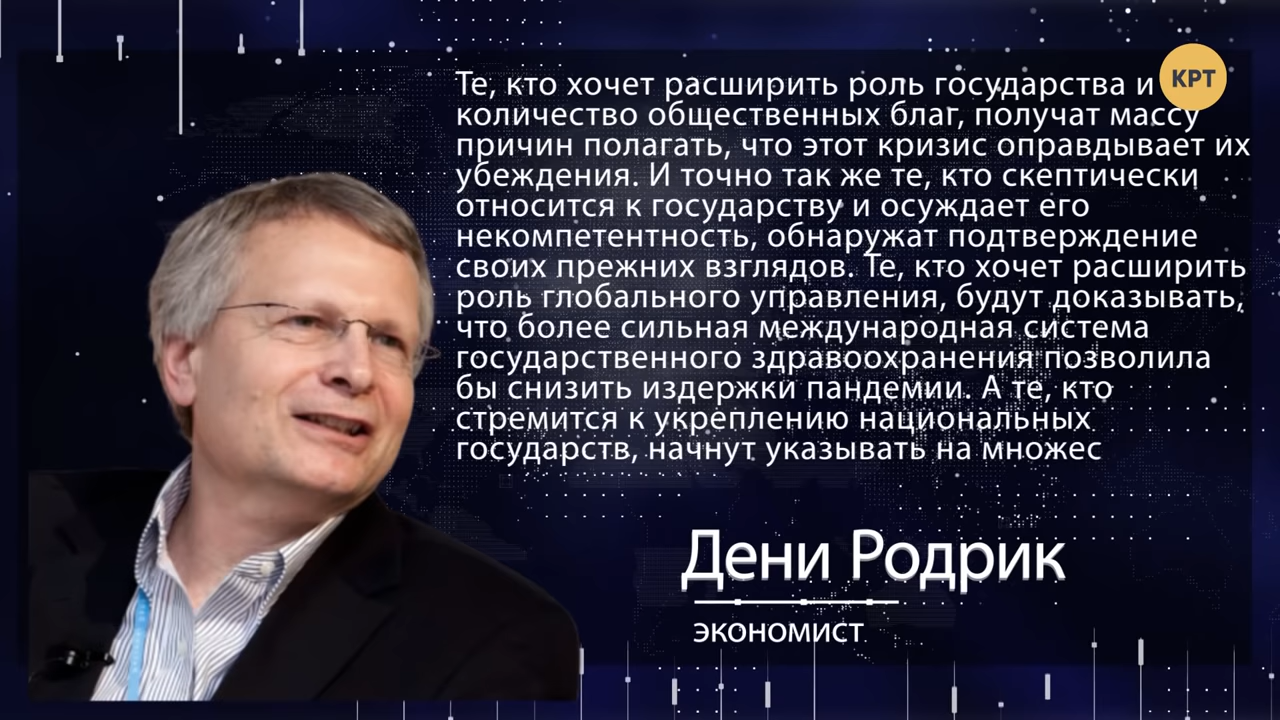 Те, кто хочет расширить роль государства и
КРТ
количество общественных благ, получат массу
причин полагать, что этот кризис оправдывает их
убеждения. И точно так же те, кто скептически
относится к государству и осуждает его
некомпетентность, обнаружат подтверждение
своих прежних взглядов. Те, кто хочет расширить
роль глобального управления, будут доказывать,
что более сильная международная система
государственного здравоохранения позволила
бы снизить издержки пандемии. А те, кто
стремится к укреплению национальных
государств, начнут указывать на множес
Дени Родрик
экономист